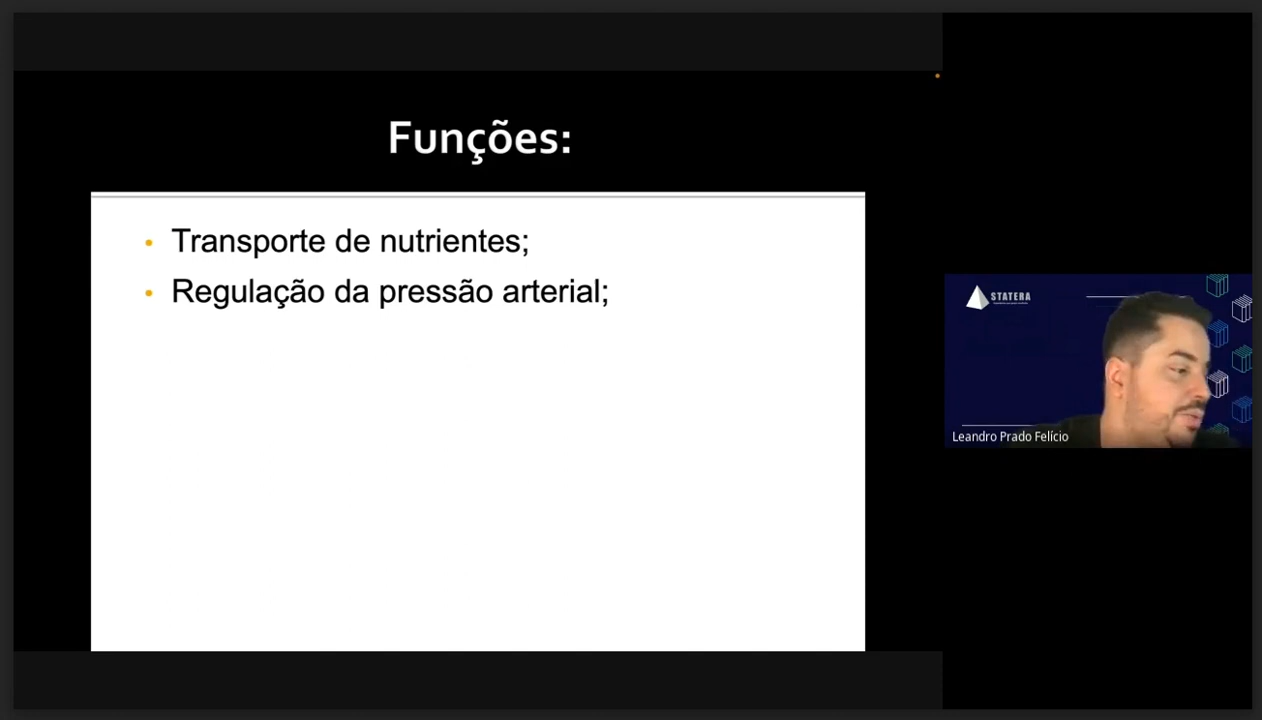 Funções:
Transporte de nutrientes;
Regulação da pressão arterial;
STATERA
Leandro Prado Felício